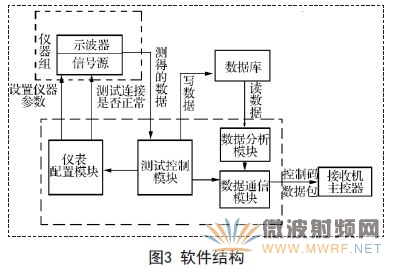 仪器组
示波器
信号源
设置仪器
参数
测试连接
是否正常
测得的数据
写数据
数据库
读数据
仪表
配置模块
测试控制
模块
数据分析
模块
数据通信
模块
控制码
数据包
接收机
主控器
微波射频网
WWW.MWRF.NET
图3 软件结构